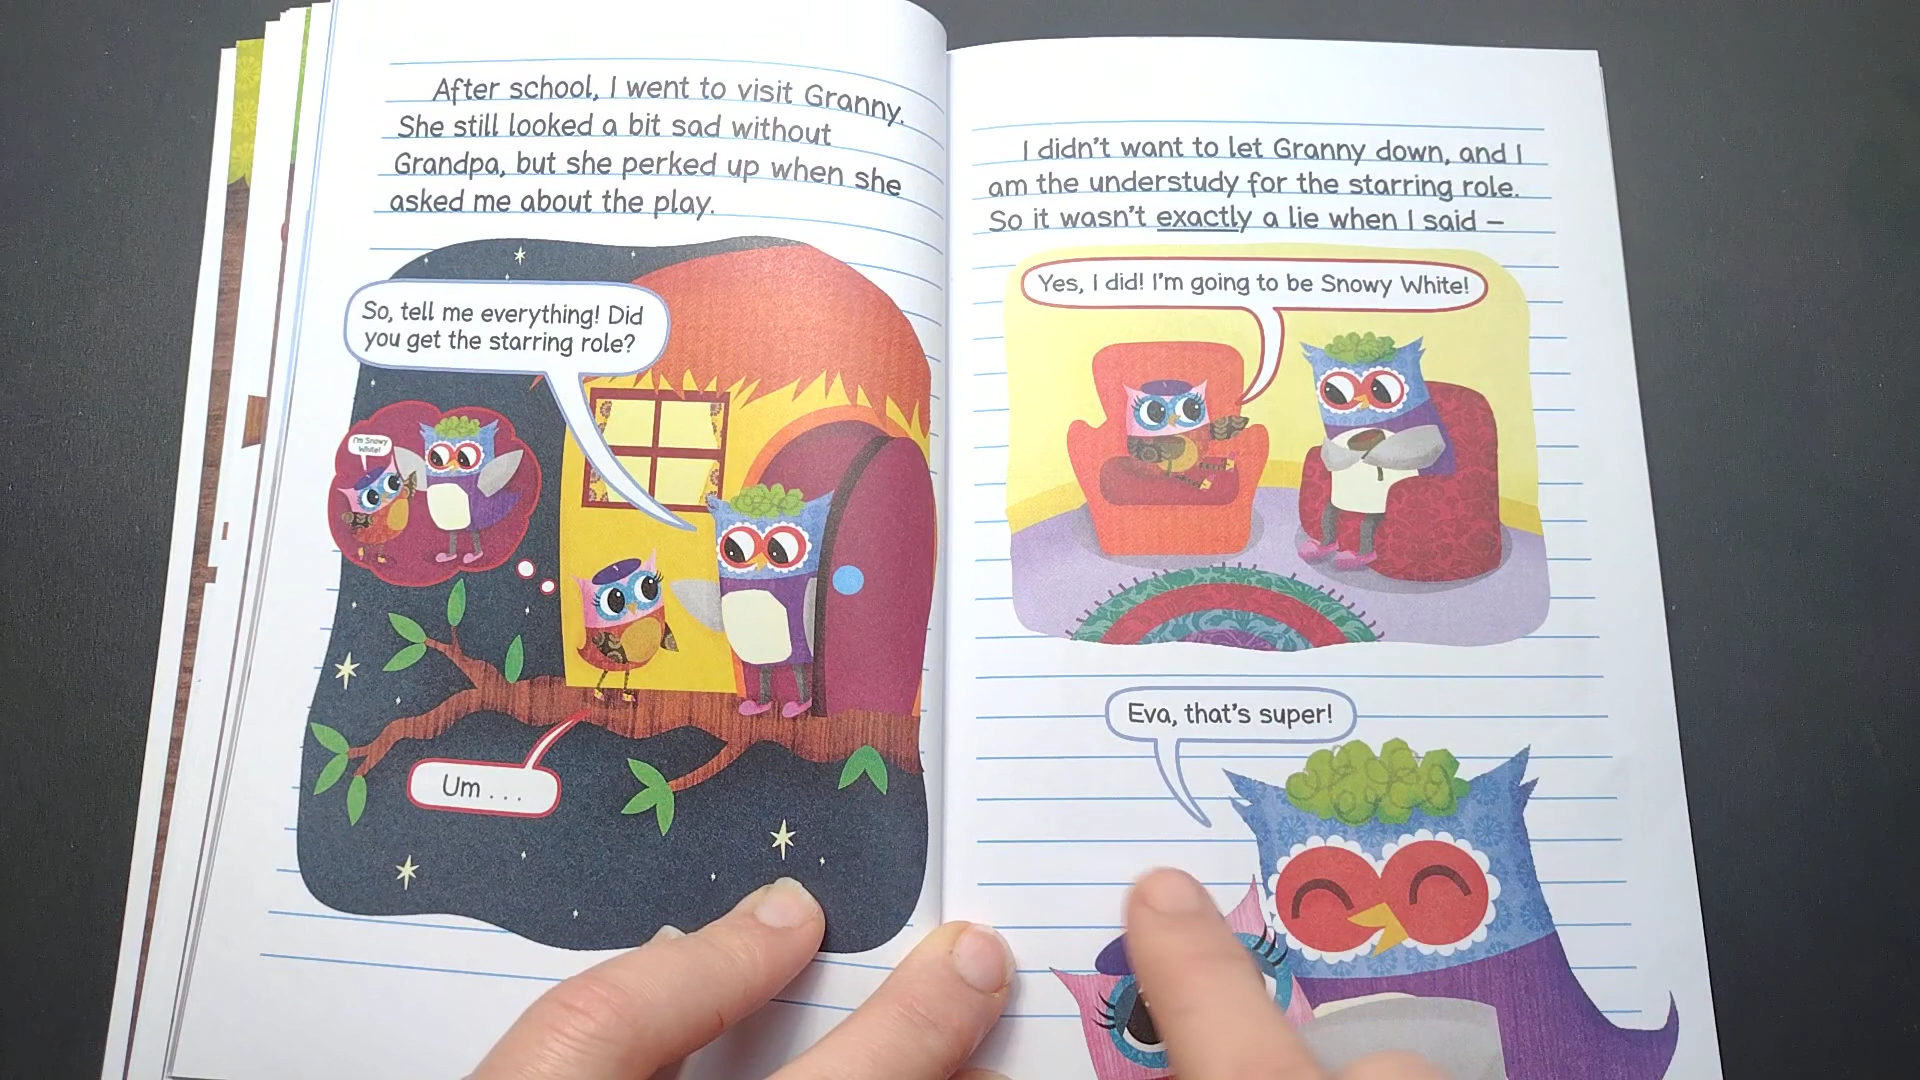 After school, I went to visit Granny.
She still looked a bit sad without
Grandpa, but she perked up when she
asked me about the play.
So, tell me everything! Did
you get the starring role?
I'm Snowy
White!
Um . . .
I didn't want to let Granny down, and I
am the understudy for the starring role.
So it wasn't exactly a lie when I said –
Yes, I did! I'm going to be Snowy White!
Eva, that's super!